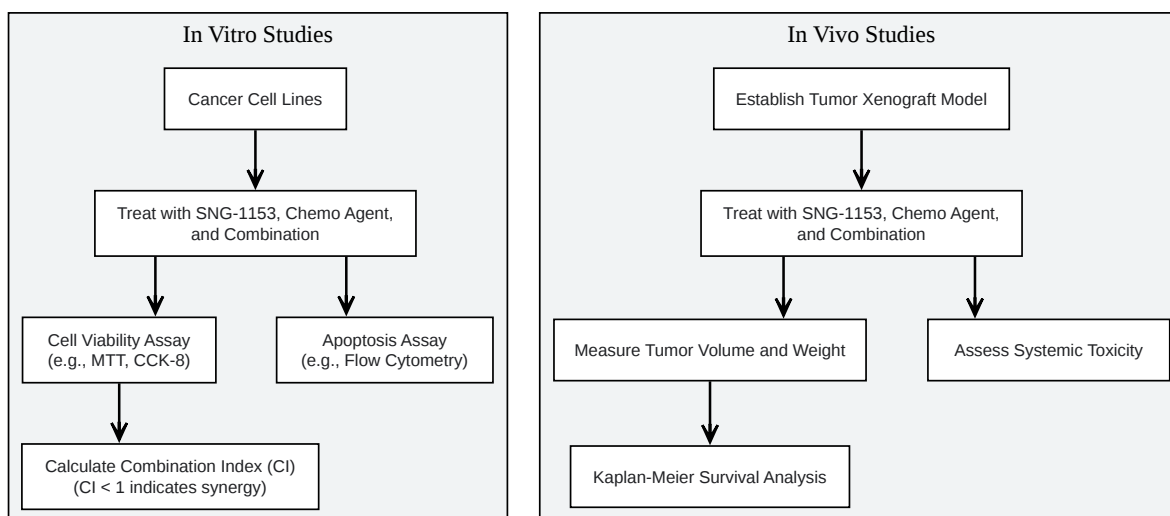 In Vitro Studies
Cancer Cell Lines
Treat with SNG-1153, Chemo Agent,
and Combination
Cell Viability Assay
(e.g., MTT, CCK-8)
Apoptosis Assay
(e.g., Flow Cytometry)
Calculate Combination Index (CI)
(CI < 1 indicates synergy)
In Vivo Studies
Establish Tumor Xenograft Model
Treat with SNG-1153, Chemo Agent,
and Combination
Measure Tumor Volume and Weight
Assess Systemic Toxicity
Kaplan-Meier Survival Analysis